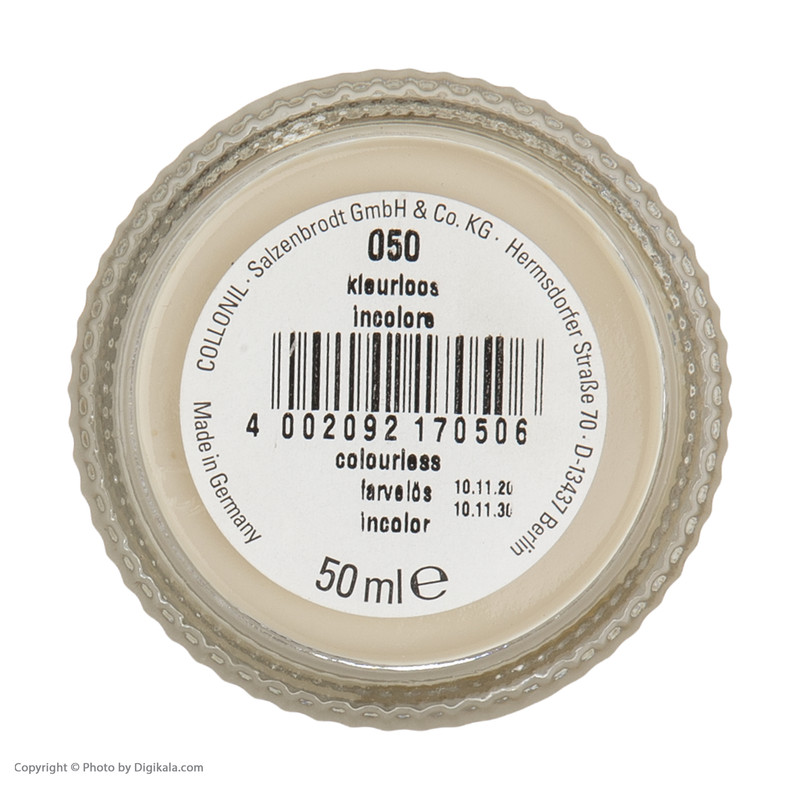 COLLONIL · Salzenbrodt GmbH & Co. KG · Hermsdorfer Straße 70 · D-13437 Berlin
050
kleurloos
incolore
4 002092 170506
colourless
farveløs 10.11.20
incolor 10.11.30
Made in Germany
50 ml ℮
Copyright © Photo by Digikala.com